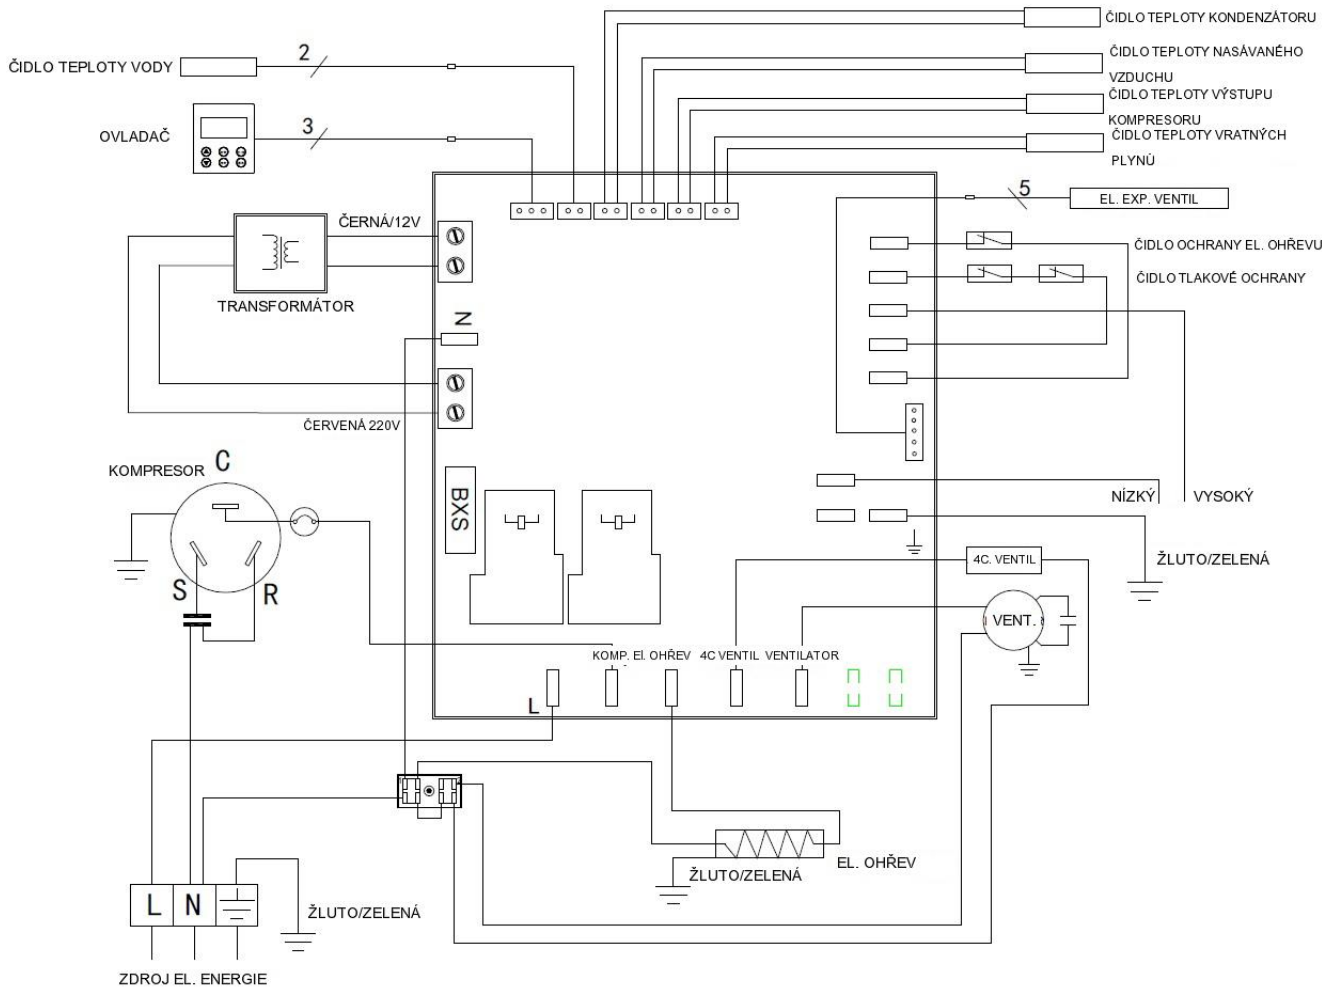 ČIDLO TEPLOTY KONDENZÁTORU
ČIDLO TEPLOTY NASÁVANÉHO
VZDUCHU
ČIDLO TEPLOTY VÝSTUPU
KOMPRESORU
ČIDLO TEPLOTY VRATNÝCH
PLYNŮ
ČIDLO TEPLOTY VODY
2
OVLADAČ
3
5
EL. EXP. VENTIL
ČERNÁ/12V
TRANSFORMÁTOR
ČIDLO OCHRANY EL. OHŘEVU
ČIDLO TLAKOVÉ OCHRANY
N
ČERVENÁ 220V
KOMPRESOR
C
S
R
BXS
NÍZKÝ
VYSOKÝ
ŽLUTO/ZELENÁ
4C. VENTIL
VENT.
KOMP. El. OHŘEV 4C VENTIL VENTILATOR
L
EL. OHŘEV
ŽLUTO/ZELENÁ
L N
ŽLUTO/ZELENÁ
ZDROJ EL. ENERGIE